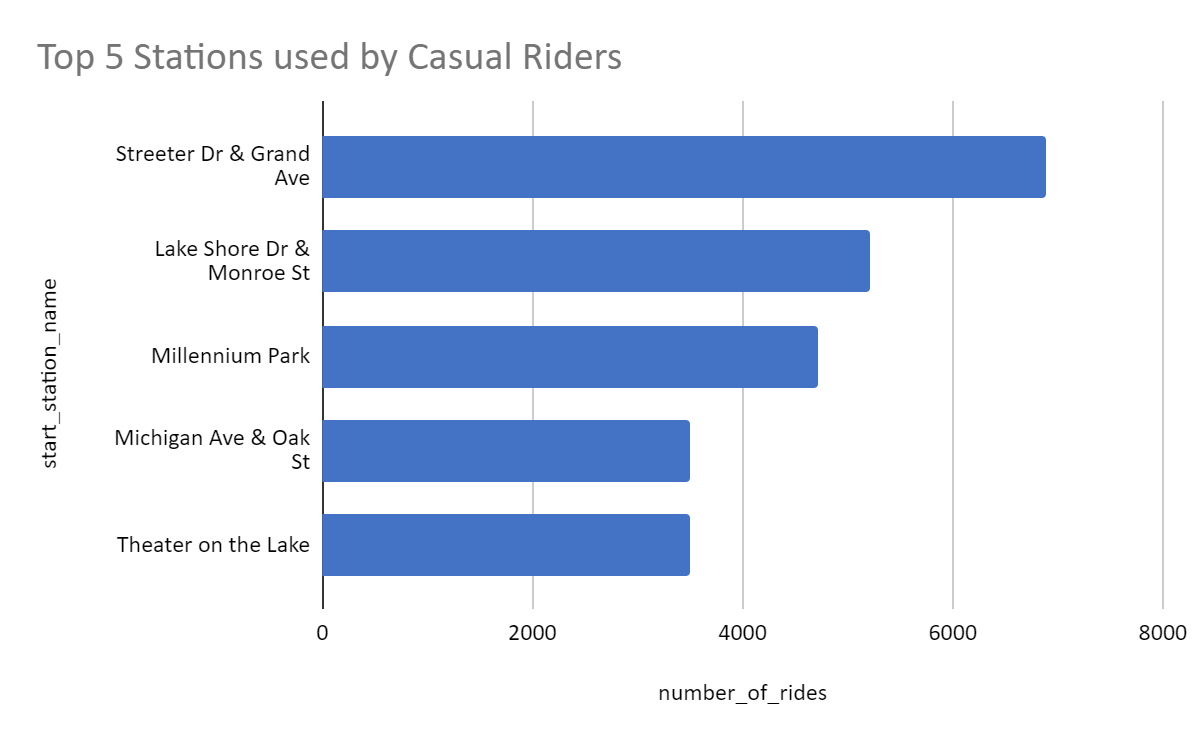 Top 5 Stations used by Casual Riders
Streeter Dr & Grand
Ave
Lake Shore Dr &
Monroe St
Millennium Park
Michigan Ave & Oak
St
Theater on the Lake
start_station_name
0 2000 4000 6000 8000
number_of_rides